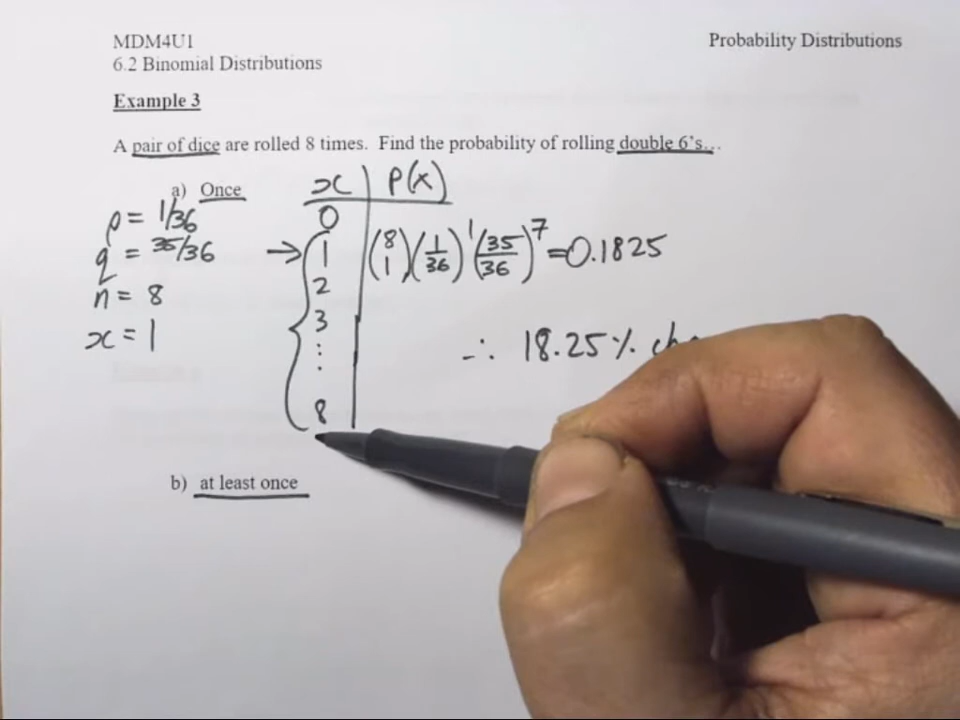 MDM4U1 Probability Distributions
6.2 Binomial Distributions
Example 3
A pair of dice are rolled 8 times. Find the probability of rolling double 6's...
a) Once
x P(x)
p = 1/36
0
q = 35/36
→ 1 (8 1)(1/36)^1(35/36)^7 = 0.1825
n = 8
2
x = 1
3
∴ 18.25%
⋮
8
b) at least once